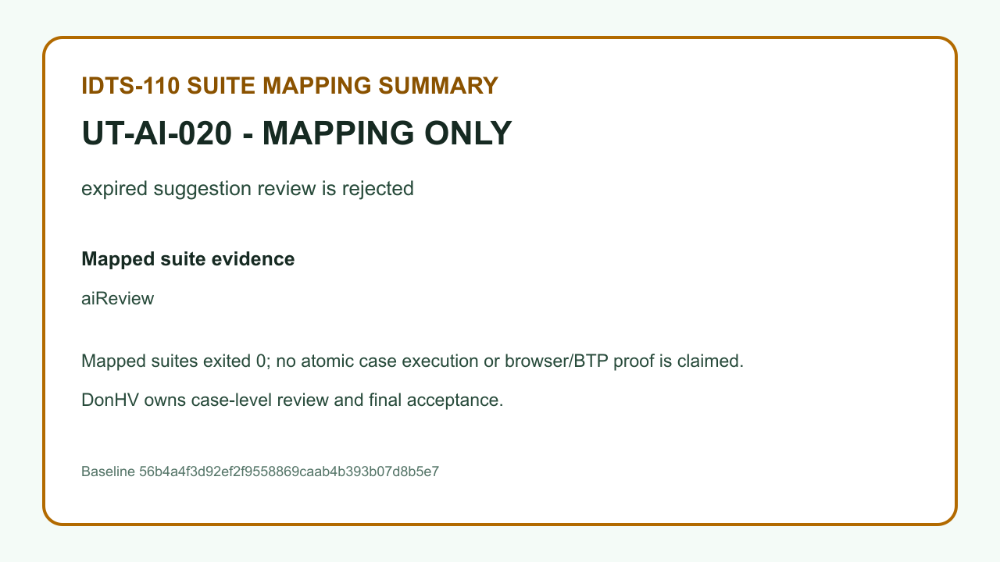 IDTS-110 SUITE MAPPING SUMMARY
UT-AI-020 - MAPPING ONLY
expired suggestion review is rejected
Mapped suite evidence
aiReview
Mapped suites exited 0; no atomic case execution or browser/BTP proof is claimed.
DonHV owns case-level review and final acceptance.
Baseline 56b4a4f3d92ef2f9558869caab4b393b07d8b5e7